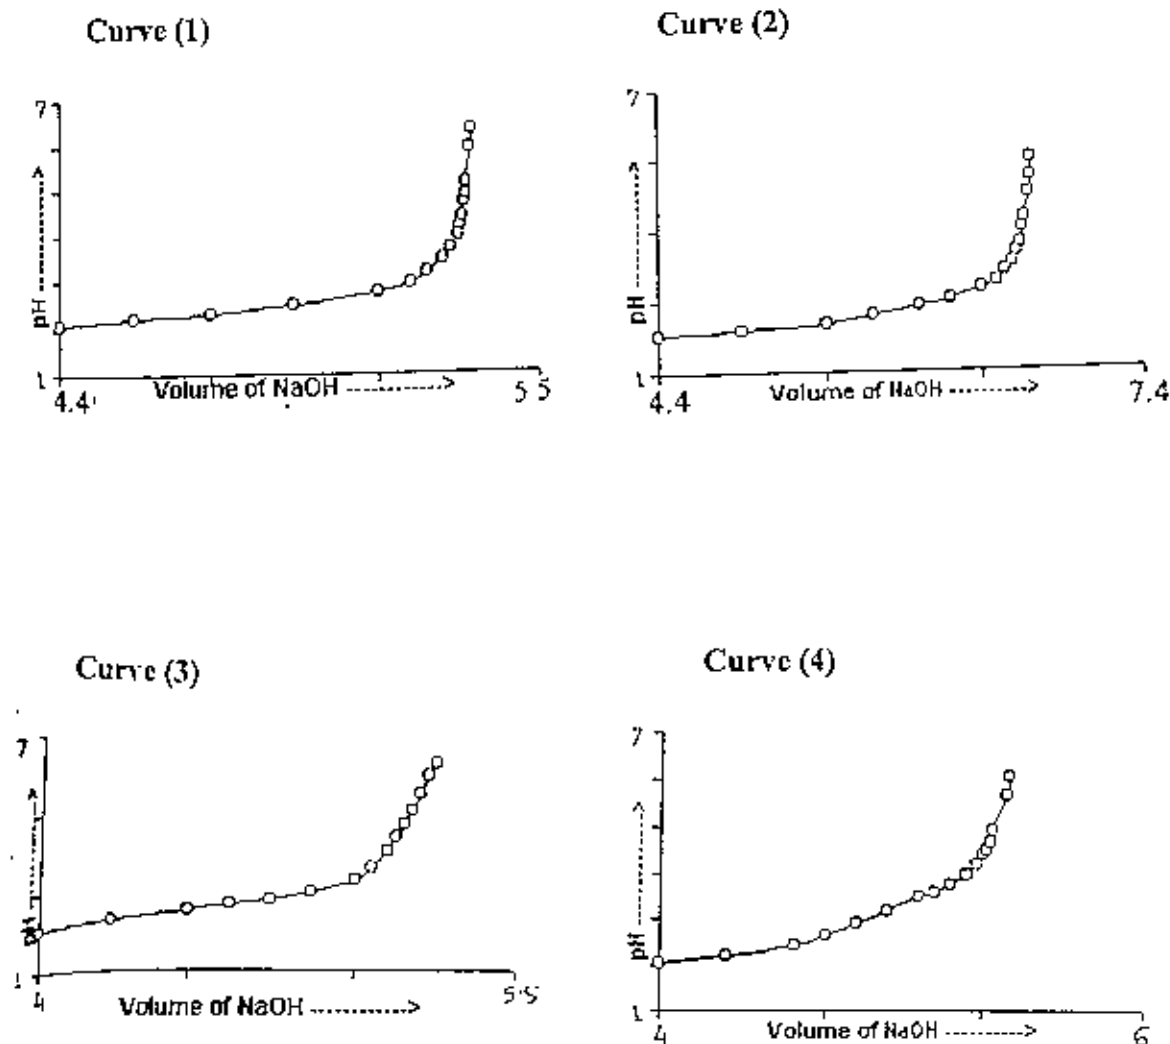 Curve (1)
7
pH
1
4.4
Volume of NaOH
5.5
Curve (2)
7
pH
1
4.4
Volume of NaOH
7.4
Curve (3)
7
pH
1
4
Volume of NaOH
5.5
Curve (4)
7
pH
1
4
Volume of NaOH
6